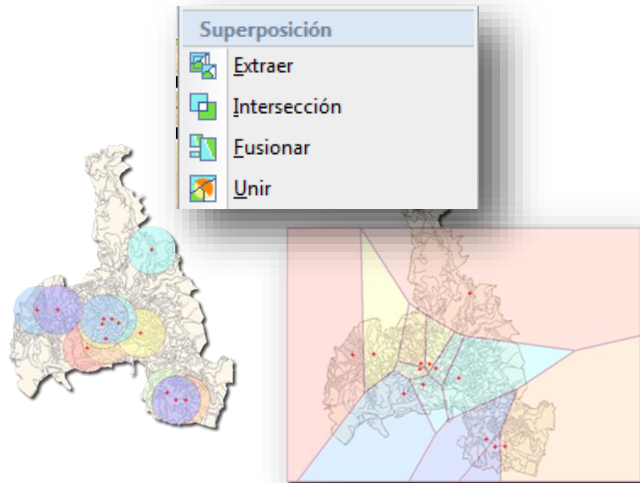 Superposición
Extraer
Intersección
Fusionar
Unir